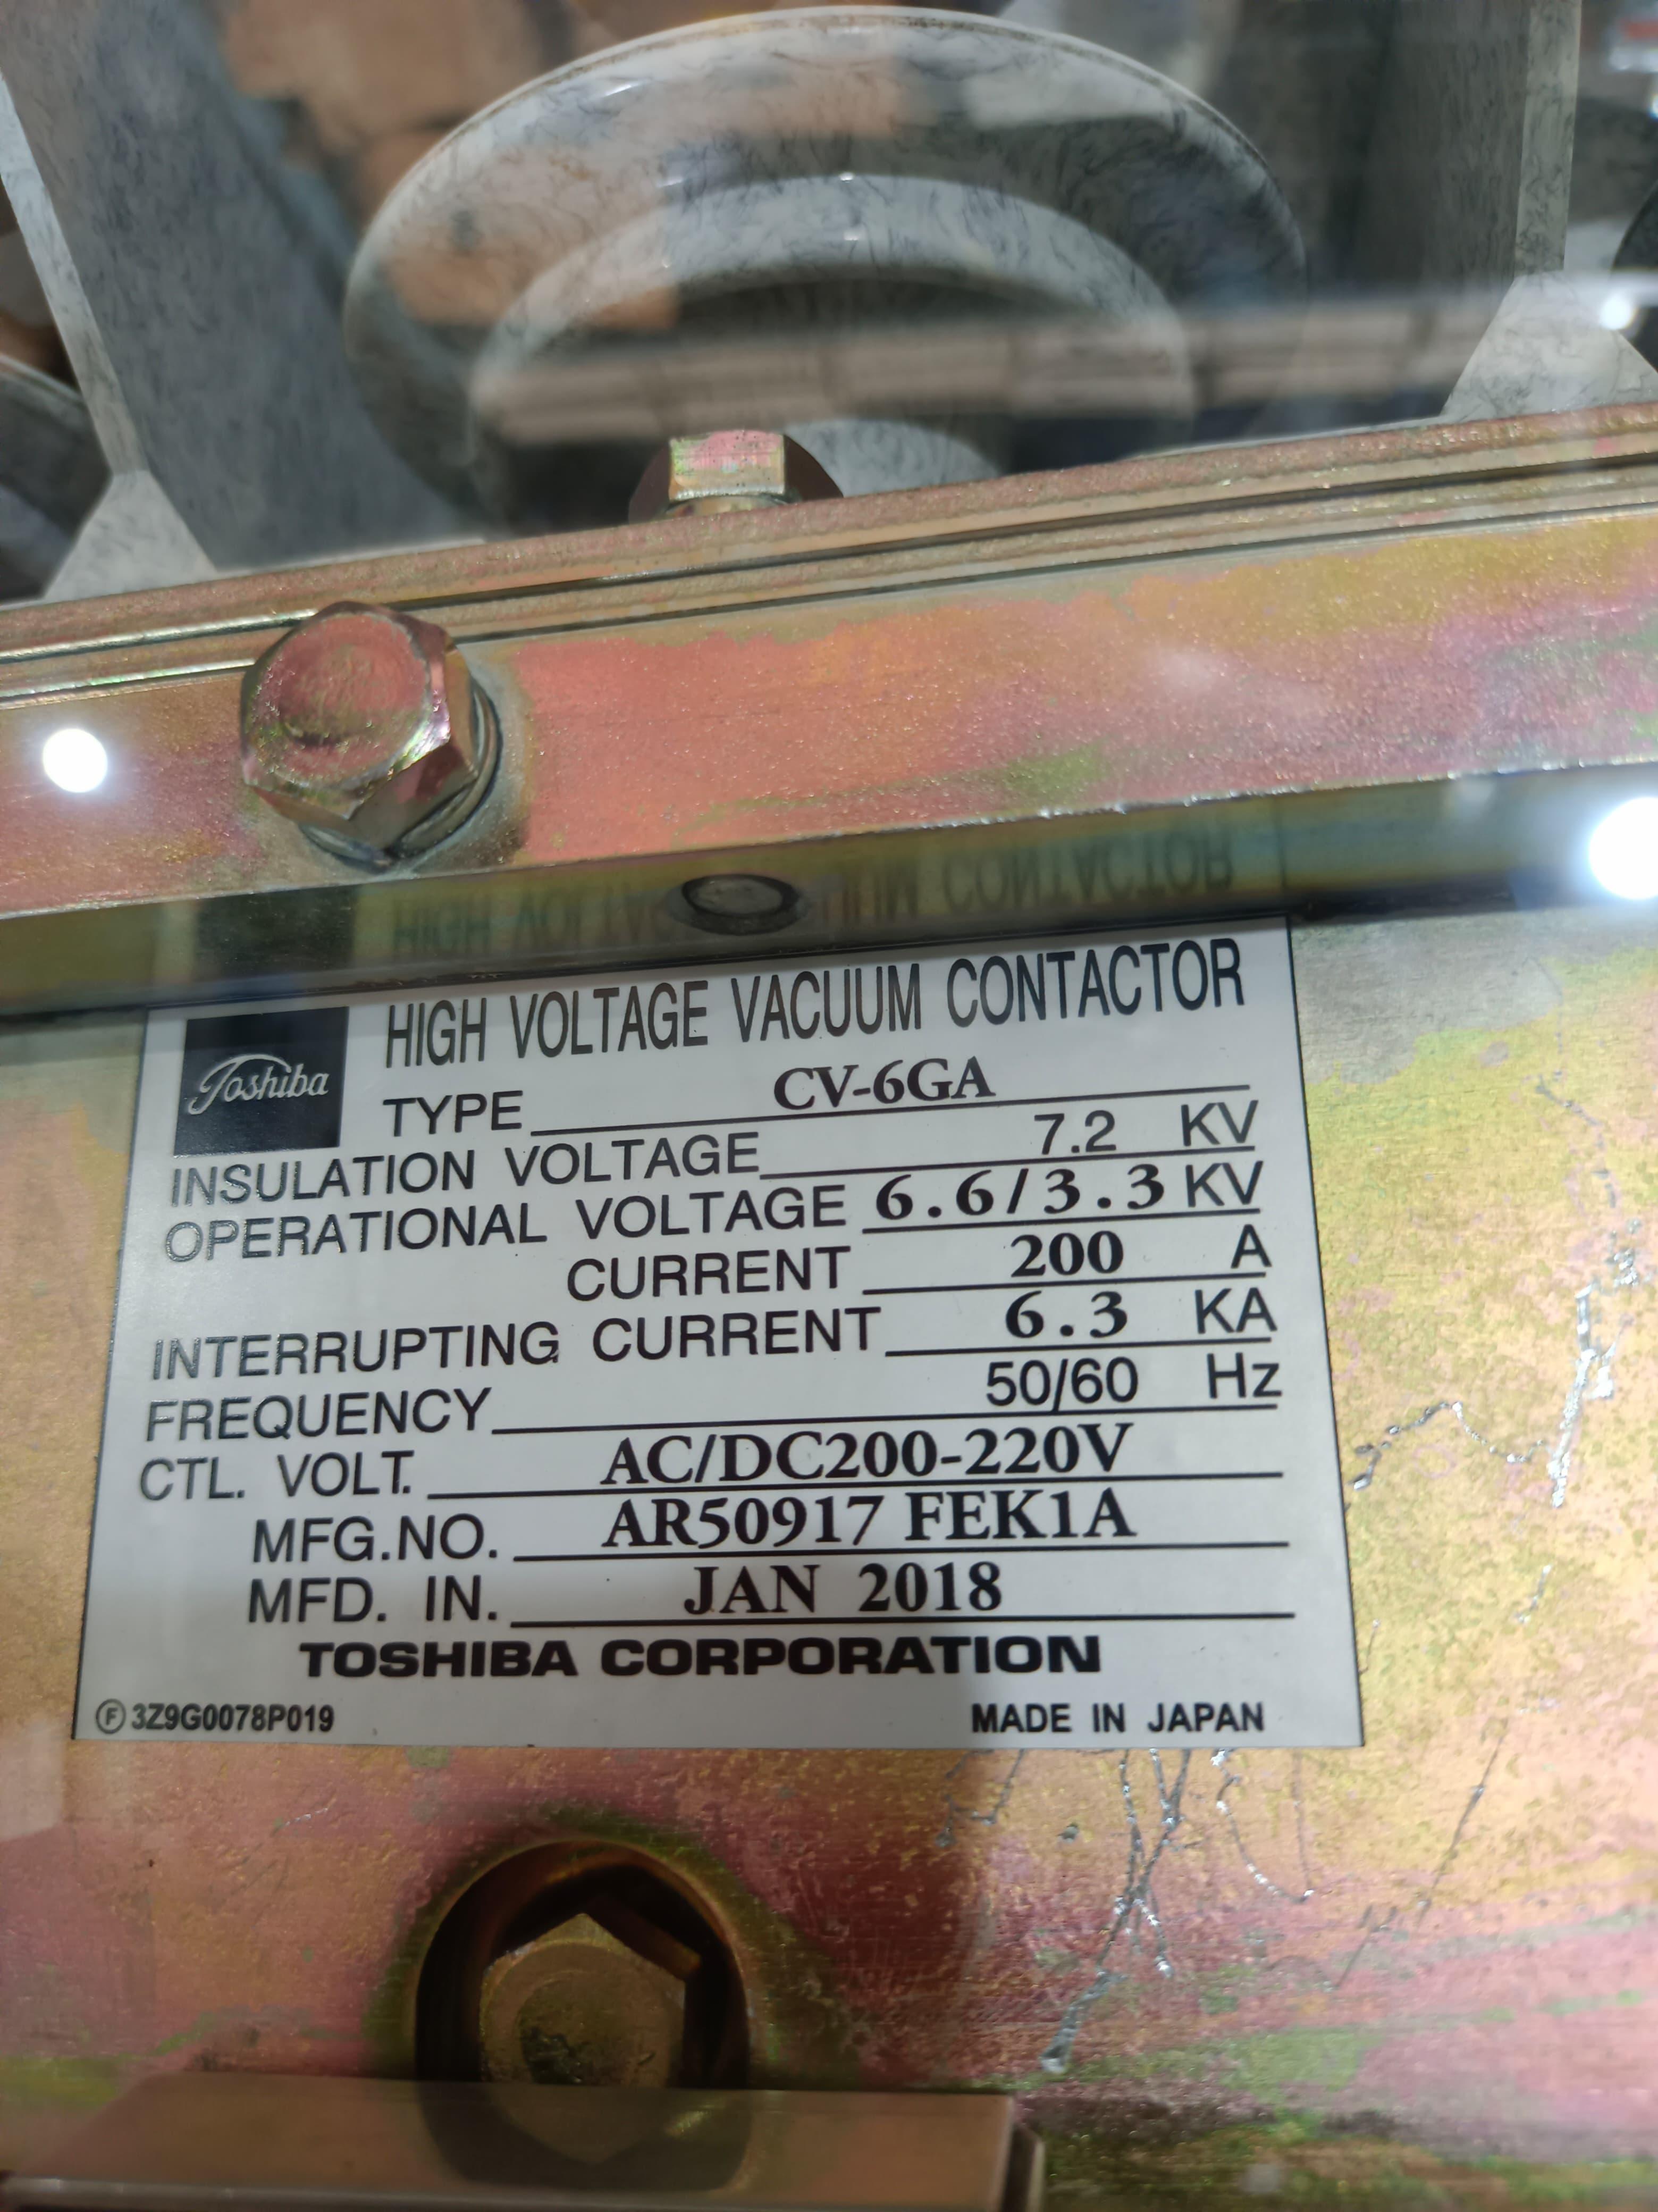 Toshiba
HIGH VOLTAGE VACUUM CONTACTOR
TYPE CV-6GA
INSULATION VOLTAGE 7.2 KV
OPERATIONAL VOLTAGE 6.6/3.3 KV
CURRENT 200 A
INTERRUPTING CURRENT 6.3 KA
FREQUENCY 50/60 Hz
CTL. VOLT. AC/DC200-220V
MFG.NO. AR50917 FEK1A
MFD. IN. JAN 2018
TOSHIBA CORPORATION
Ⓕ 3Z9G0078P019 MADE IN JAPAN